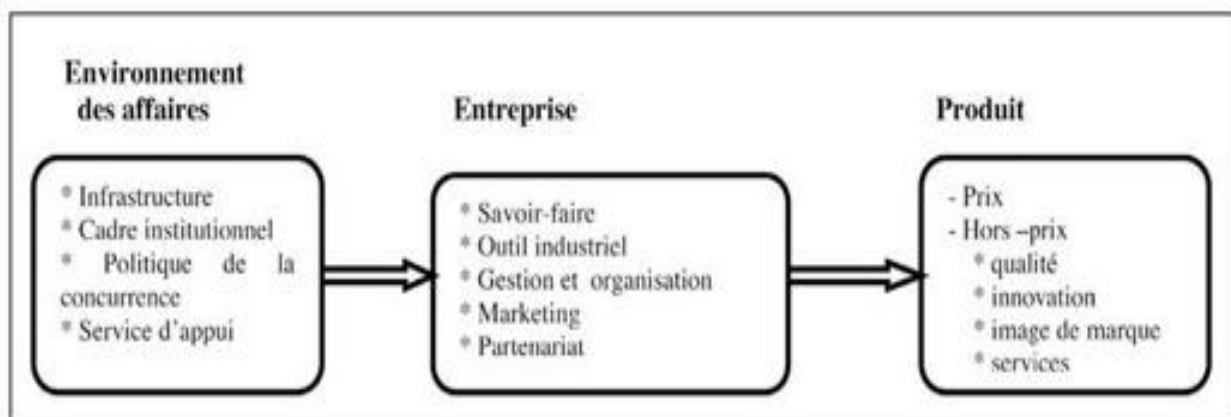 Environnement
des affaires
Entreprise
Produit
* Infrastructure
* Cadre institutionnel
* Politique de la
concurrence
* Service d'appui
* Savoir-faire
* Outil industriel
* Gestion et organisation
* Marketing
* Partenariat
- Prix
- Hors –prix
* qualité
* innovation
* image de marque
* services